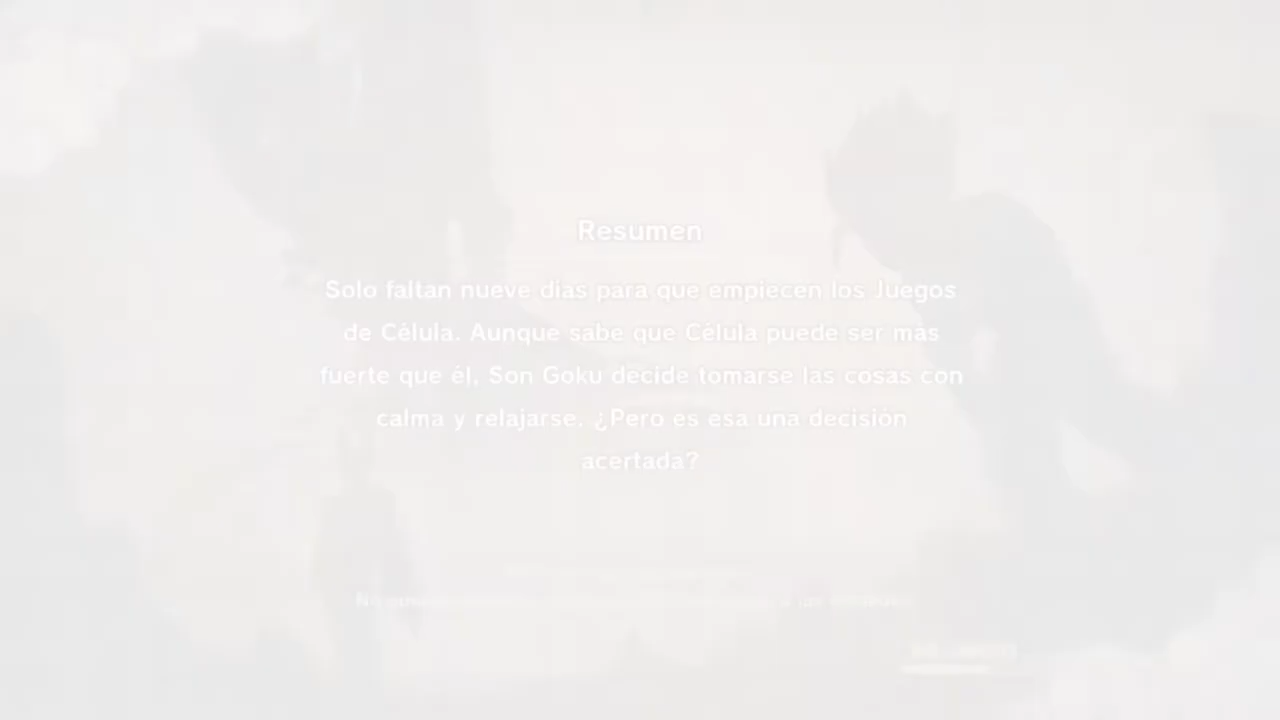 Resumen
Solo faltan nueve días para que empiecen los Juegos
de Célula. Aunque sabe que Célula puede ser más
fuerte que él, Son Goku decide tomarse las cosas con
calma y relajarse. ¿Pero es esa una decisión
acertada?